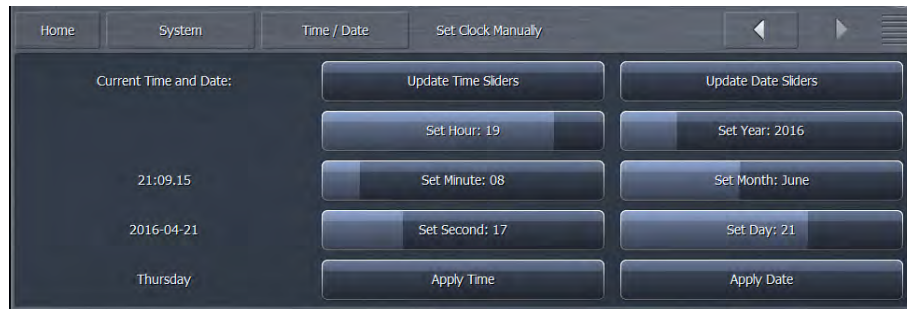 Home System Time / Date Set Clock Manually
Current Time and Date: Update Time Sliders Update Date Sliders
Set Hour: 19 Set Year: 2016
21:09.15 Set Minute: 08 Set Month: June
2016-04-21 Set Second: 17 Set Day: 21
Thursday Apply Time Apply Date